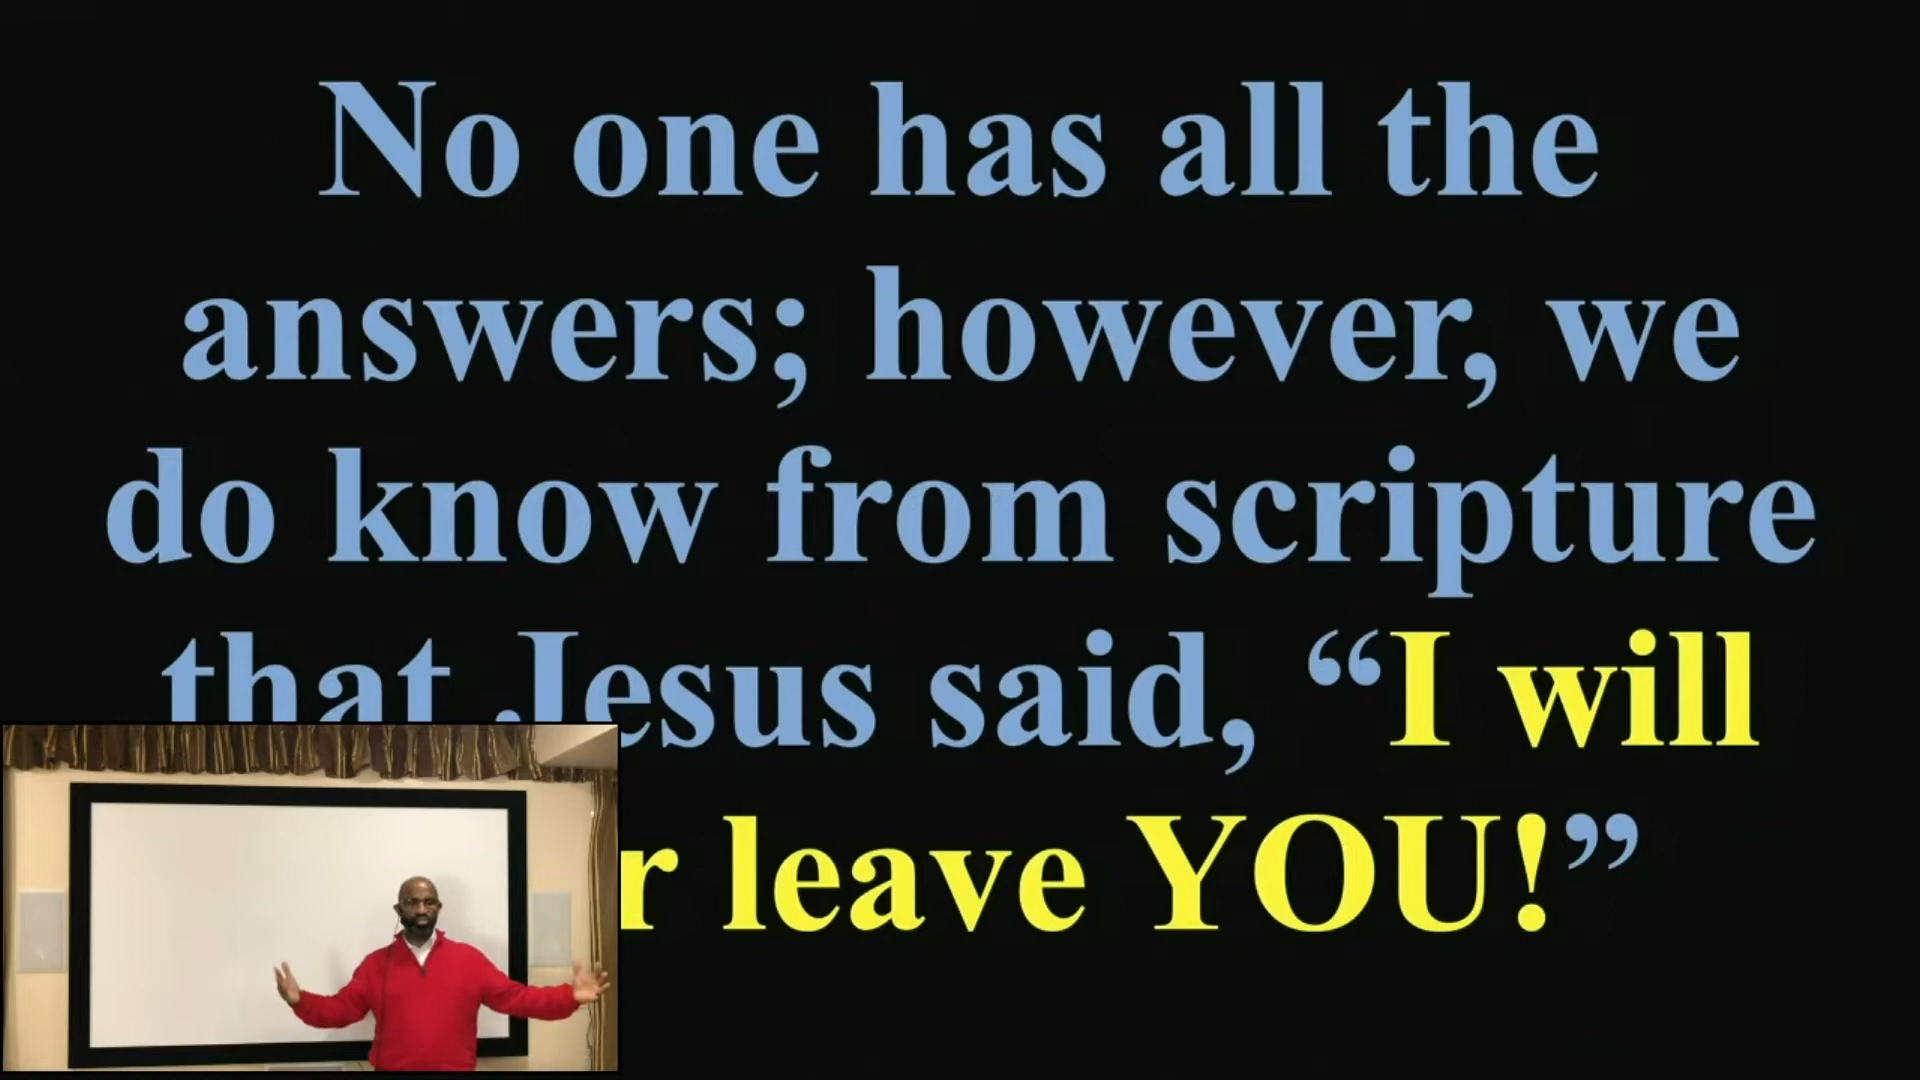 No one has all the
answers; however, we
do know from scripture
that Jesus said, “I will
r leave YOU!”